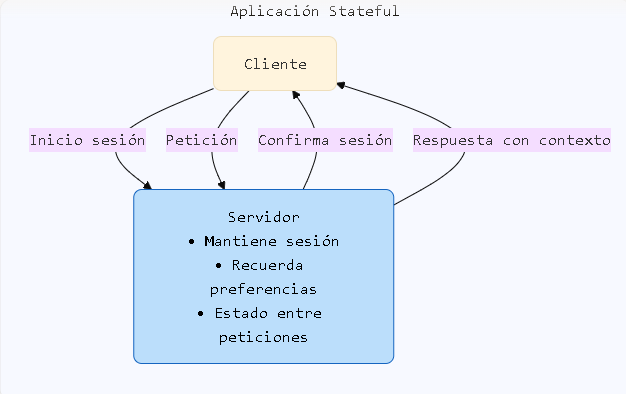 Aplicación Stateful
Cliente
Inicio sesión
Petición
Confirma sesión
Respuesta con contexto
Servidor
• Mantiene sesión
• Recuerda
preferencias
• Estado entre
peticiones